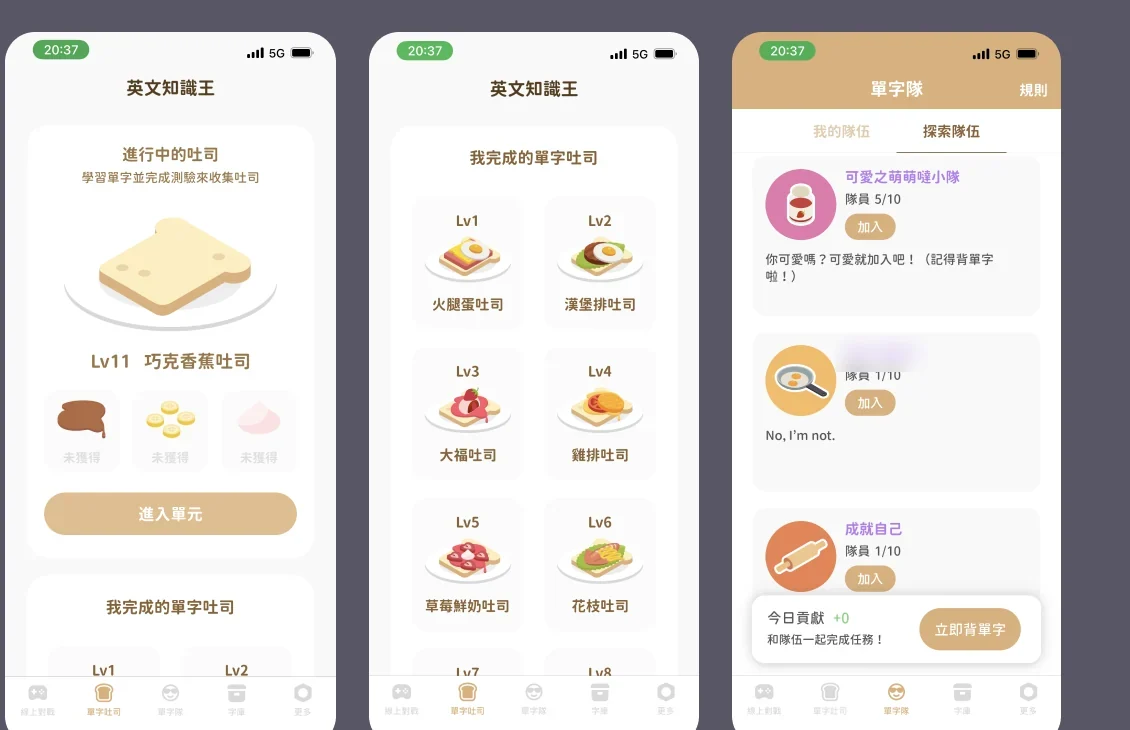 20:37
5G
英文知識王
進行中的吐司
學習單字並完成測驗來收集吐司
Lv11 巧克香蕉吐司
未獲得 未獲得 未獲得
進入單元
我完成的單字吐司
Lv1 Lv2
線上對戰 單字吐司 單字隊 字庫 更多
20:37
5G
英文知識王
我完成的單字吐司
Lv1 Lv2
火腿蛋吐司 漢堡排吐司
Lv3 Lv4
大福吐司 雞排吐司
Lv5 Lv6
草莓鮮奶吐司 花枝吐司
Lv7 Lv8
線上對戰 單字吐司 單字隊 字庫 更多
20:37
5G
單字隊 規則
我的隊伍 探索隊伍
可愛之萌萌噠小隊
隊員 5/10
加入
你可愛嗎？可愛就加入吧！（記得背單字
啦！）
隊員 1/10
加入
No, I'm not.
成就自己
隊員 1/10
加入
今日貢獻 +0
和隊伍一起完成任務！
立即背單字
線上對戰 單字吐司 單字隊 字庫 更多